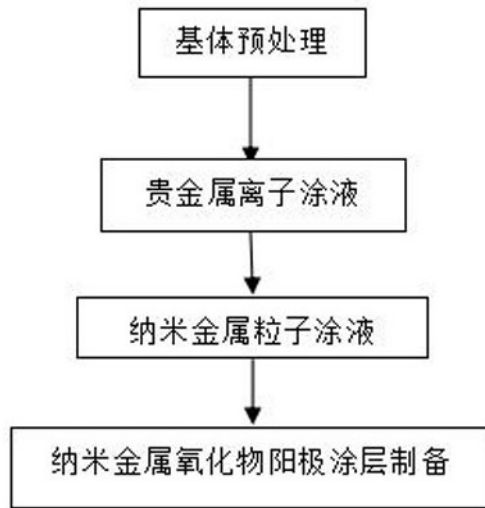 基体预处理
贵金属离子涂液
纳米金属粒子涂液
纳米金属氧化物阳极涂层制备